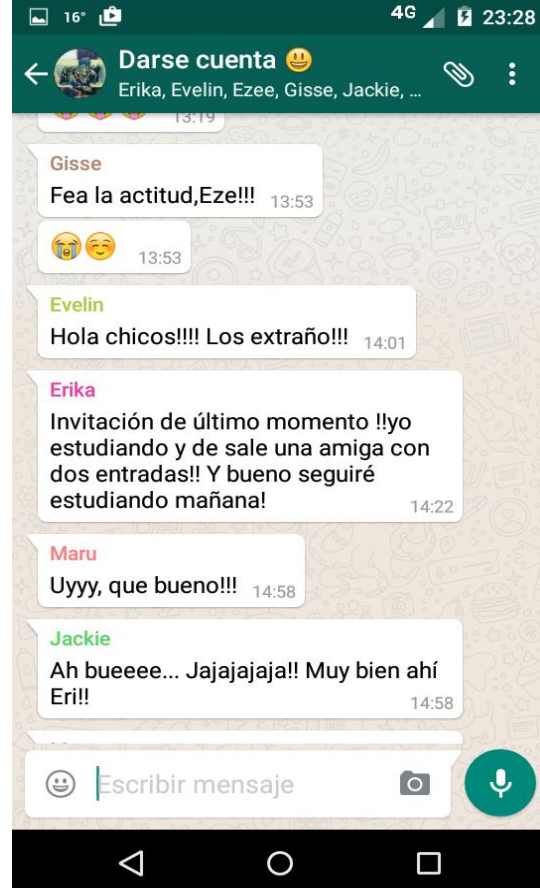 16° 4G 23:28
Darse cuenta 😃
Erika, Evelin, Ezee, Gisse, Jackie, ...
13:19
Gisse
Fea la actitud,Eze!!! 13:53
😭☺️ 13:53
Evelin
Hola chicos!!!! Los extraño!!! 14:01
Erika
Invitación de último momento !!yo
estudiando y de sale una amiga con
dos entradas!! Y bueno seguiré
estudiando mañana! 14:22
Maru
Uyyy, que bueno!!! 14:58
Jackie
Ah bueeee... Jajajajaja!! Muy bien ahí
Eri!! 14:58
Escribir mensaje